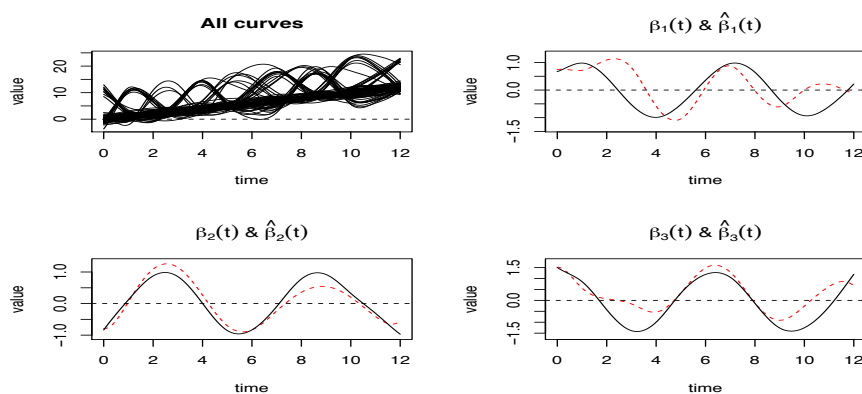 All curves
value
0 10 20
0 2 4 6 8 10 12
time
β₁(t) & β̂₁(t)
value
-1.5 0.0 1.0
0 2 4 6 8 10 12
time
β₂(t) & β̂₂(t)
value
-1.0 0.0 1.0
0 2 4 6 8 10 12
time
β₃(t) & β̂₃(t)
value
-1.5 0.0 1.5
0 2 4 6 8 10 12
time